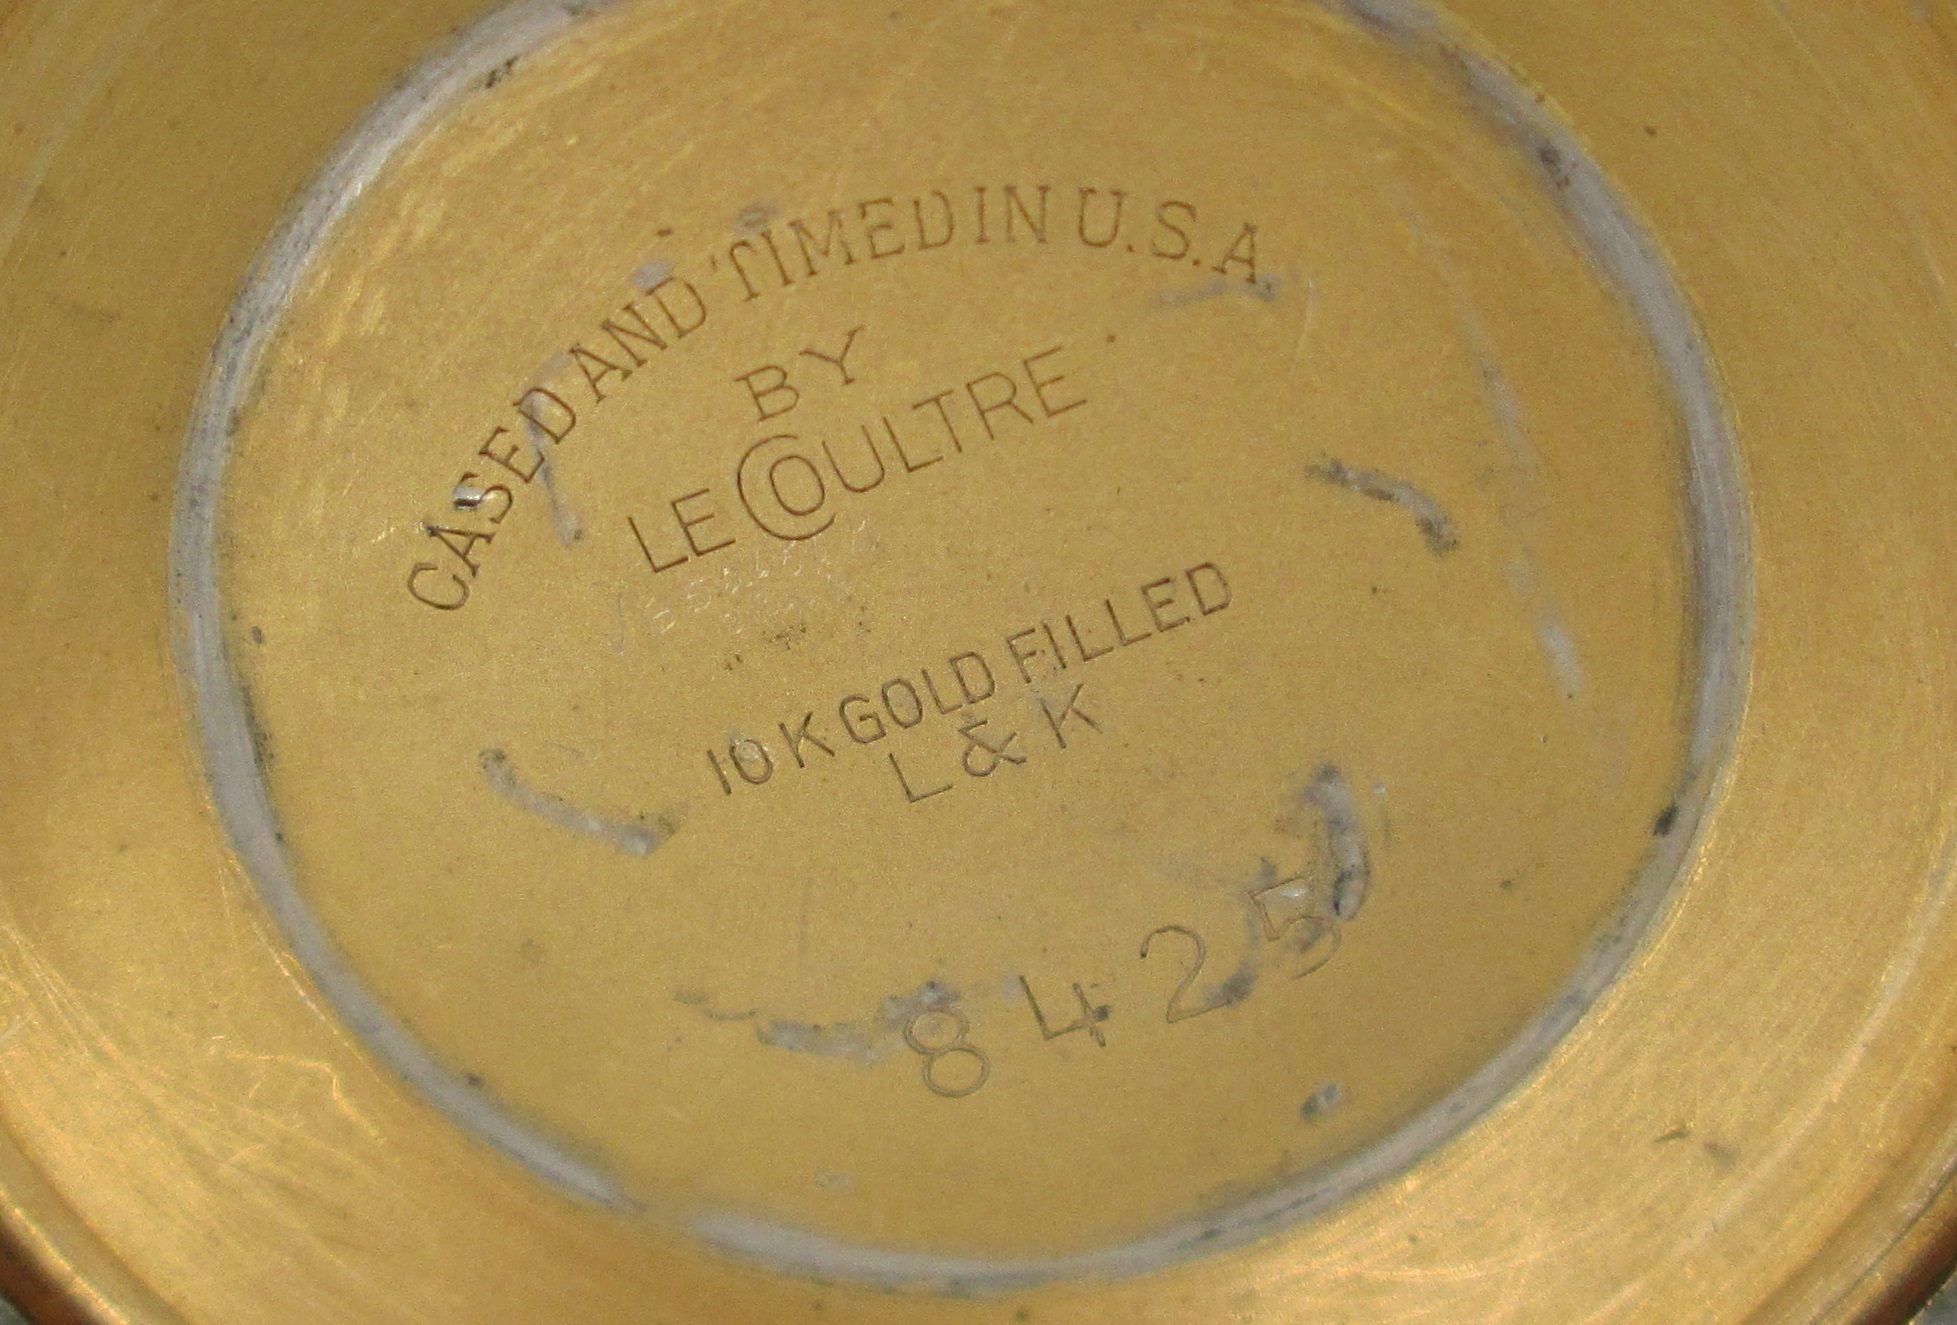 CASED AND TIMED IN U.S.A.
BY
LECOULTRE
10 K GOLD FILLED
L & K
8425